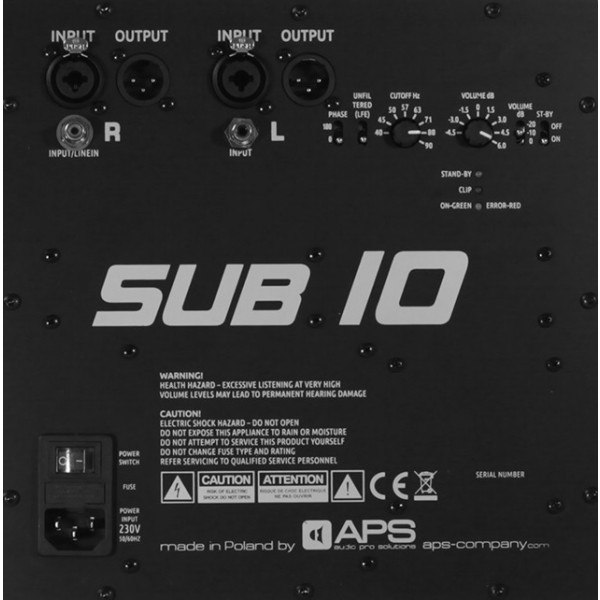 INPUT OUTPUT INPUT OUTPUT
R L
INPUT/LINEIN INPUT
PHASE
180
0
UNFIL
TERED
(LFE)
CUTOFF Hz
50 57 63
45 71
40 88
90
VOLUME dB
-1.5 0 1.5
-3.0 3.0
-4.5 4.5
6.0
VOLUME
dB
-20
-10
0
ST-BY
OFF
ON
STAND-BY
CLIP
ON-GREEN ERROR-RED
SUB 10
WARNING!
HEALTH HAZARD – EXCESSIVE LISTENING AT VERY HIGH
VOLUME LEVELS MAY LEAD TO PERMANENT HEARING DAMAGE
CAUTION!
ELECTRIC SHOCK HAZARD – DO NOT OPEN
DO NOT EXPOSE THIS APPLIANCE TO RAIN OR MOISTURE
DO NOT ATTEMPT TO SERVICE THIS PRODUCT YOURSELF
DO NOT CHANGE FUSE TYPE AND RATING
REFER SERVICING TO QUALIFIED SERVICE PERSONNEL
POWER
SWITCH
FUSE
POWER
INPUT
230V
50/60HZ
CAUTION
RISK OF ELECTRIC
SHOCK DO NOT OPEN
ATTENTION
RISQUE DE CHOC ELECTRIQUE
NE PAS OUVRIR
CE
SERIAL NUMBER
made in Poland by APS aps-company.com
audio pro solutions